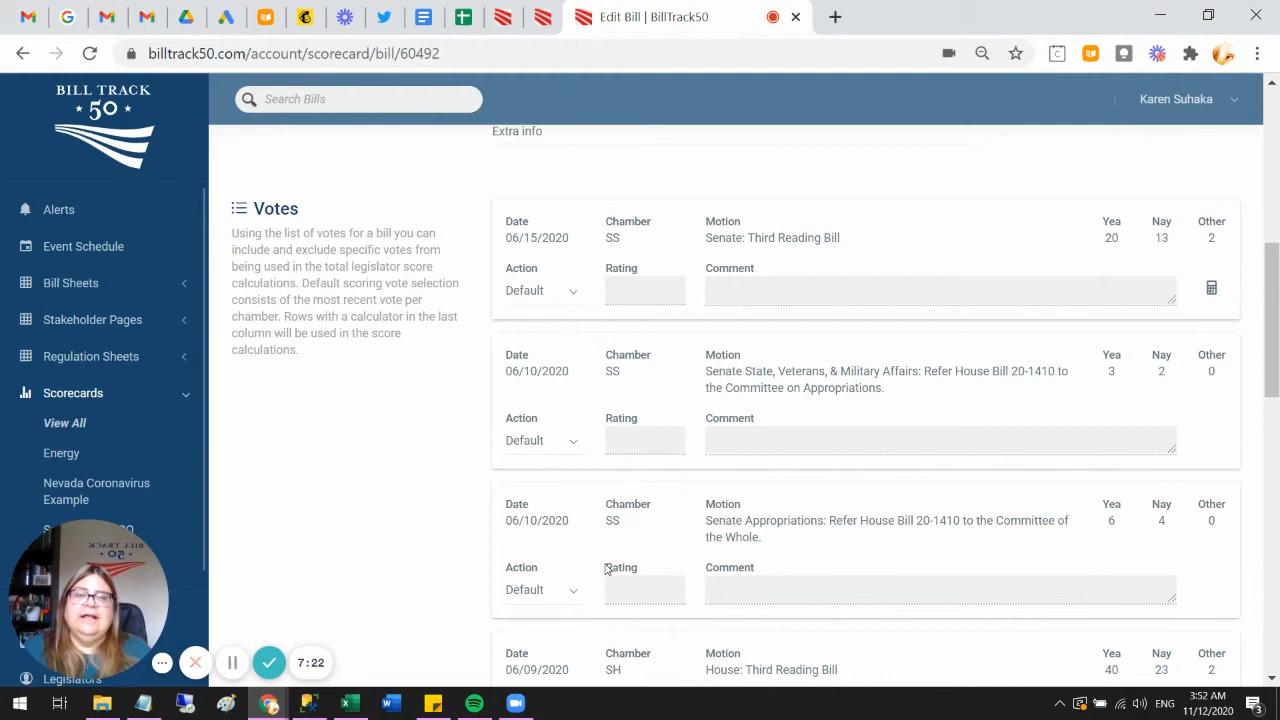 Edit Bill | BillTrack50
billtrack50.com/account/scorecard/bill/60492
BILL TRACK
50
Search Bills
Karen Suhaka
Alerts
Event Schedule
Bill Sheets
Stakeholder Pages
Regulation Sheets
Scorecards
View All
Energy
Nevada Coronavirus
Example
Legislators
Extra info
Votes
Using the list of votes for a bill you can
include and exclude specific votes from
being used in the total legislator score
calculations. Default scoring vote selection
consists of the most recent vote per
chamber. Rows with a calculator in the last
column will be used in the score
calculations.
Date Chamber Motion Yea Nay Other
06/15/2020 SS Senate: Third Reading Bill 20 13 2
Action Rating Comment
Default
Date Chamber Motion Yea Nay Other
06/10/2020 SS Senate State, Veterans, & Military Affairs: Refer House Bill 20-1410 to 3 2 0
the Committee on Appropriations.
Action Rating Comment
Default
Date Chamber Motion Yea Nay Other
06/10/2020 SS Senate Appropriations: Refer House Bill 20-1410 to the Committee of 6 4 0
the Whole.
Action Rating Comment
Default
Date Chamber Motion Yea Nay Other
06/09/2020 SH House: Third Reading Bill 40 23 2
7:22
ENG
3:52 AM
11/12/2020
3